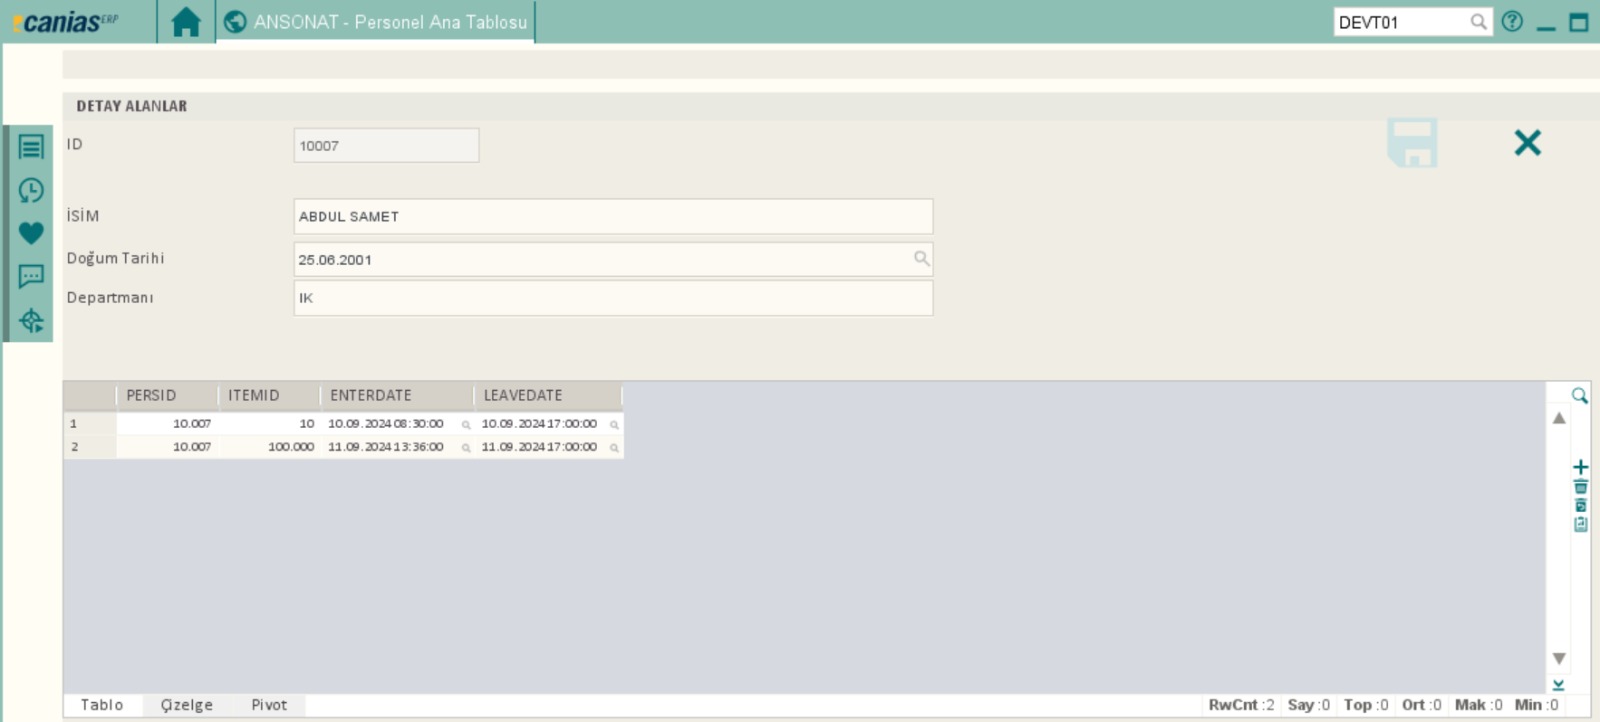 canias ERP ANSONAT - Personel Ana Tablosu DEVT01
DETAY ALANLAR
ID 10007
İSİM ABDUL SAMET
Doğum Tarihi 25.06.2001
Departmanı IK
PERSID ITEMID ENTERDATE LEAVEDATE
1 10.007 10 10.09.2024 08:30:00 10.09.2024 17:00:00
2 10.007 100.000 11.09.2024 13:36:00 11.09.2024 17:00:00
Tablo Çizelge Pivot RwCnt :2 Say :0 Top :0 Ort :0 Mak :0 Min :0